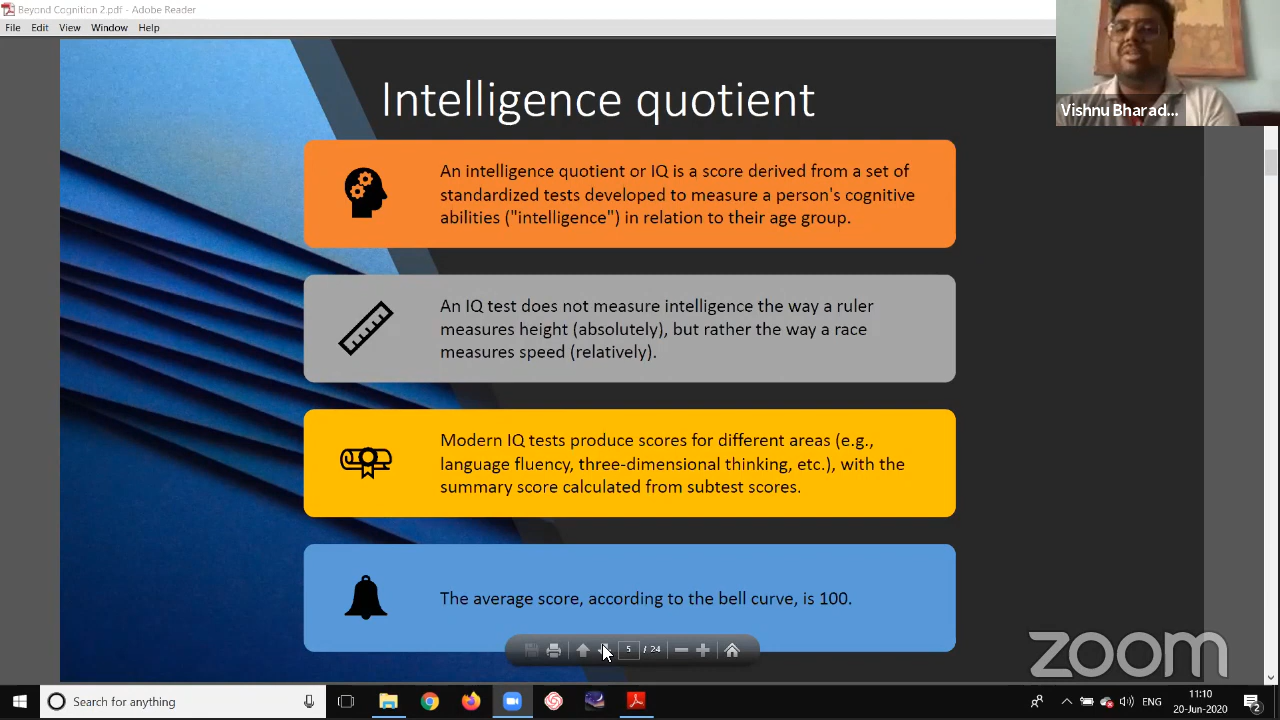 Beyond Cognition 2.pdf - Adobe Reader
File Edit View Window Help
Vishnu Bharad...
Intelligence quotient
An intelligence quotient or IQ is a score derived from a set of
standardized tests developed to measure a person's cognitive
abilities ("intelligence") in relation to their age group.
An IQ test does not measure intelligence the way a ruler
measures height (absolutely), but rather the way a race
measures speed (relatively).
Modern IQ tests produce scores for different areas (e.g.,
language fluency, three-dimensional thinking, etc.), with the
summary score calculated from subtest scores.
The average score, according to the bell curve, is 100.
5 / 24
zoom
Search for anything
ENG
11:10
20-Jun-2020
2